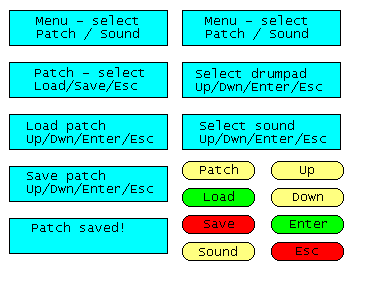 Menu - select
Patch / Sound
Menu - select
Patch / Sound
Patch - select
Load/Save/Esc
Select drumpad
Up/Dwn/Enter/Esc
Load patch
Up/Dwn/Enter/Esc
Select sound
Up/Dwn/Enter/Esc
Save patch
Up/Dwn/Enter/Esc
Patch saved!
Patch
Up
Load
Down
Save
Enter
Sound
Esc